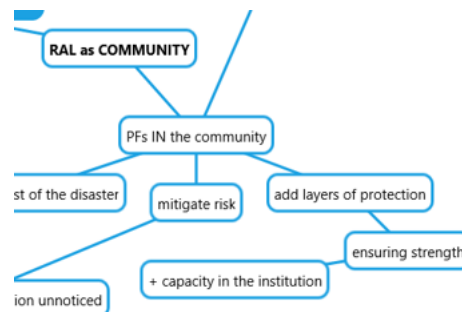 RAL as COMMUNITY
PFs IN the community
st of the disaster
mitigate risk
add layers of protection
ensuring strength
+ capacity in the institution
ion unnoticed